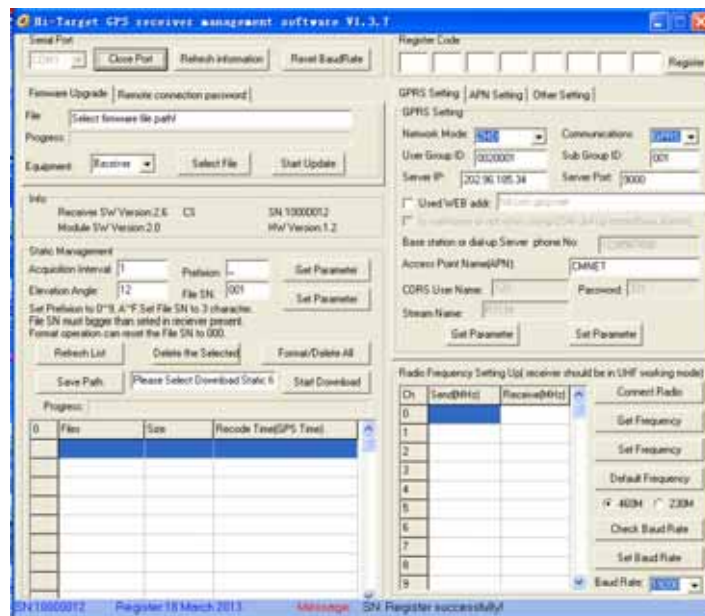 Hi-Target GPS receiver management software V1.3.7
Serial Port
Close Port
Refresh information
Reset BaudRate
Register Code
Register
Firmware Upgrade
Remote connection password
File
Select firmware file path!
Progress:
Equipment:
Receiver
Select File
Start Update
Info
Receiver SW Version:2.6 CS SN:10000012
Module SW Version:2.0 HW Version:1.2
Static Management
Acquisition Interval: 1
Prefixion: _
Get Parameter
Elevation Angle: 12
File SN: 001
Set Parameter
Set Prefixion to 0~9, A~F.Set File SN to 3 character.
File SN must bigger than seted in reciever present.
Format operation can reset the File SN to 000.
Refresh List
Delete the Selected
Format/Delete All
Save Path
Please Select Download Static
Start Download
Progress:
0 Files Size Recode Time(GPS Time)
GPRS Setting
APN Setting
Other Setting
GPRS Setting
Network Mode: ZHD
Communications: GPRS
User Group ID: 0020001
Sub Group ID: 001
Server IP: 202.96.185.34
Server Port: 9000
Used WEB addr:
Base station or dial-up Server phone No:
Access Point Name(APN): CMNET
CORS User Name:
Password:
Stream Name:
Get Parameter
Set Parameter
Radio Frequency Setting Up( receiver should be in UHF working mode)
Ch Send(MHz) Receive(MHz)
0
1
2
3
4
5
6
7
8
9
Connect Radio
Get Frequency
Set Frequency
Default Frequency
460M 230M
Check Baud Rate
Set Baud Rate
Baud Rate: 19200
SN:10000012 Register:18 March 2013 Message: SN Register successfully!